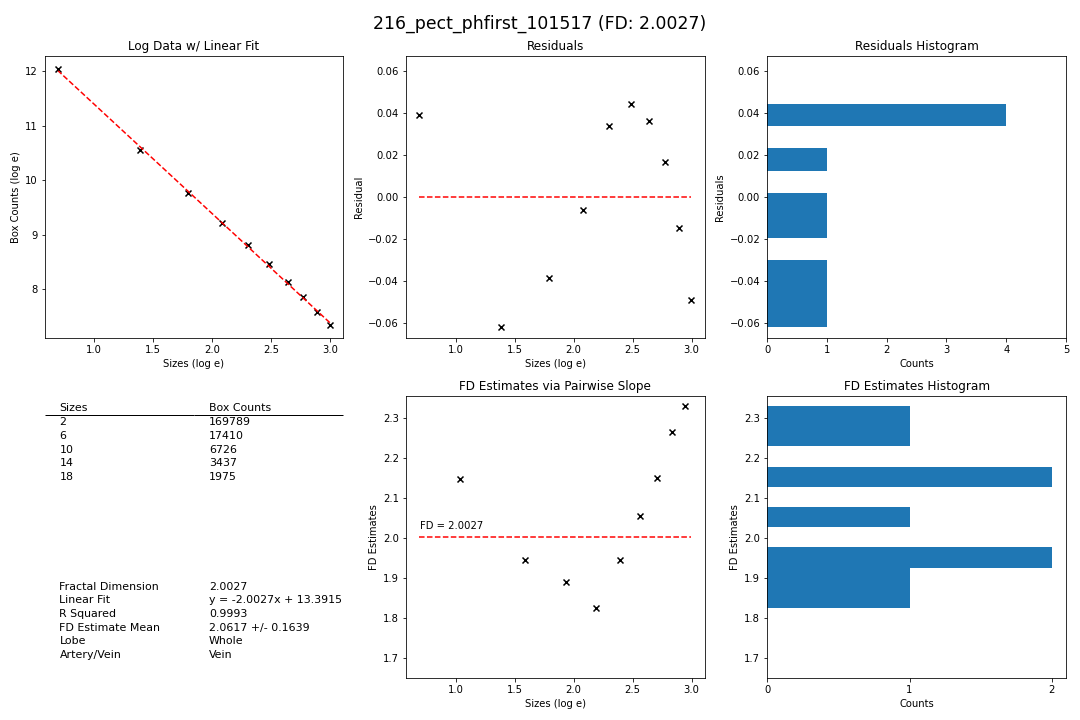 216_pect_phfirst_101517 (FD: 2.0027)
Log Data w/ Linear Fit
Box Counts (log e)
12
11
10
9
8
1.0 1.5 2.0 2.5 3.0
Sizes (log e)
Residuals
Residual
0.06
0.04
0.02
0.00
−0.02
−0.04
−0.06
1.0 1.5 2.0 2.5 3.0
Sizes (log e)
Residuals Histogram
Residuals
0.06
0.04
0.02
0.00
−0.02
−0.04
−0.06
0 1 2 3 4 5
Counts
Sizes Box Counts
2 169789
6 17410
10 6726
14 3437
18 1975
Fractal Dimension 2.0027
Linear Fit y = -2.0027x + 13.3915
R Squared 0.9993
FD Estimate Mean 2.0617 +/- 0.1639
Lobe Whole
Artery/Vein Vein
FD Estimates via Pairwise Slope
FD Estimates
2.3
2.2
2.1
2.0
1.9
1.8
1.7
FD = 2.0027
1.0 1.5 2.0 2.5 3.0
Sizes (log e)
FD Estimates Histogram
FD Estimates
2.3
2.2
2.1
2.0
1.9
1.8
1.7
0 1 2
Counts